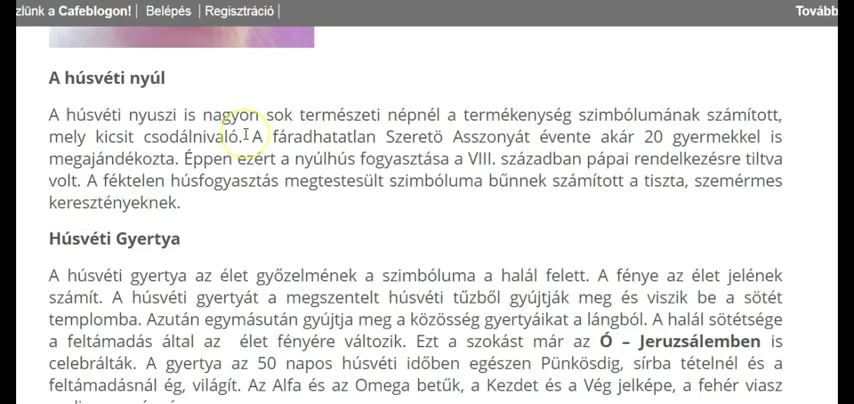 zlünk a Cafeblogon! | Belépés | Regisztráció | Tovább
A húsvéti nyúl
A húsvéti nyuszi is nagyon sok természeti népnél a termékenység szimbólumának számított,
mely kicsit csodálnivaló. A fáradhatatlan Szeretö Asszonyát évente akár 20 gyermekkel is
megajándékozta. Éppen ezért a nyúlhús fogyasztása a VIII. században pápai rendelkezésre tiltva
volt. A féktelen húsfogyasztás megtestesült szimbóluma bűnnek számított a tiszta, szemérmes
keresztényeknek.
Húsvéti Gyertya
A húsvéti gyertya az élet győzelmének a szimbóluma a halál felett. A fénye az élet jelének
számít. A húsvéti gyertyát a megszentelt húsvéti tűzből gyújtják meg és viszik be a sötét
templomba. Azután egymásután gyújtja meg a közösség gyertyáikat a lángból. A halál sötétsége
a feltámadás által az élet fényére változik. Ezt a szokást már az Ó – Jeruzsálemben is
celebrálták. A gyertya az 50 napos húsvéti időben egészen Pünkösdig, sírba tételnél és a
feltámadásnál ég, világít. Az Alfa és az Omega betűk, a Kezdet és a Vég jelképe, a fehér viasz